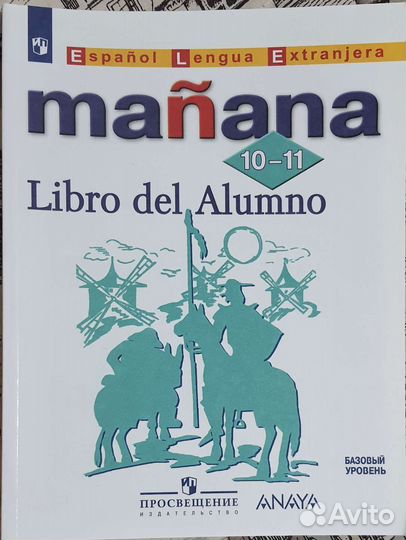 Español Lengua Extranjera
mañana
10-11
Libro del Alumno
БАЗОВЫЙ
УРОВЕНЬ
ПРОСВЕЩЕНИЕ
ИЗДАТЕЛЬСТВО
ANAYA
Avito